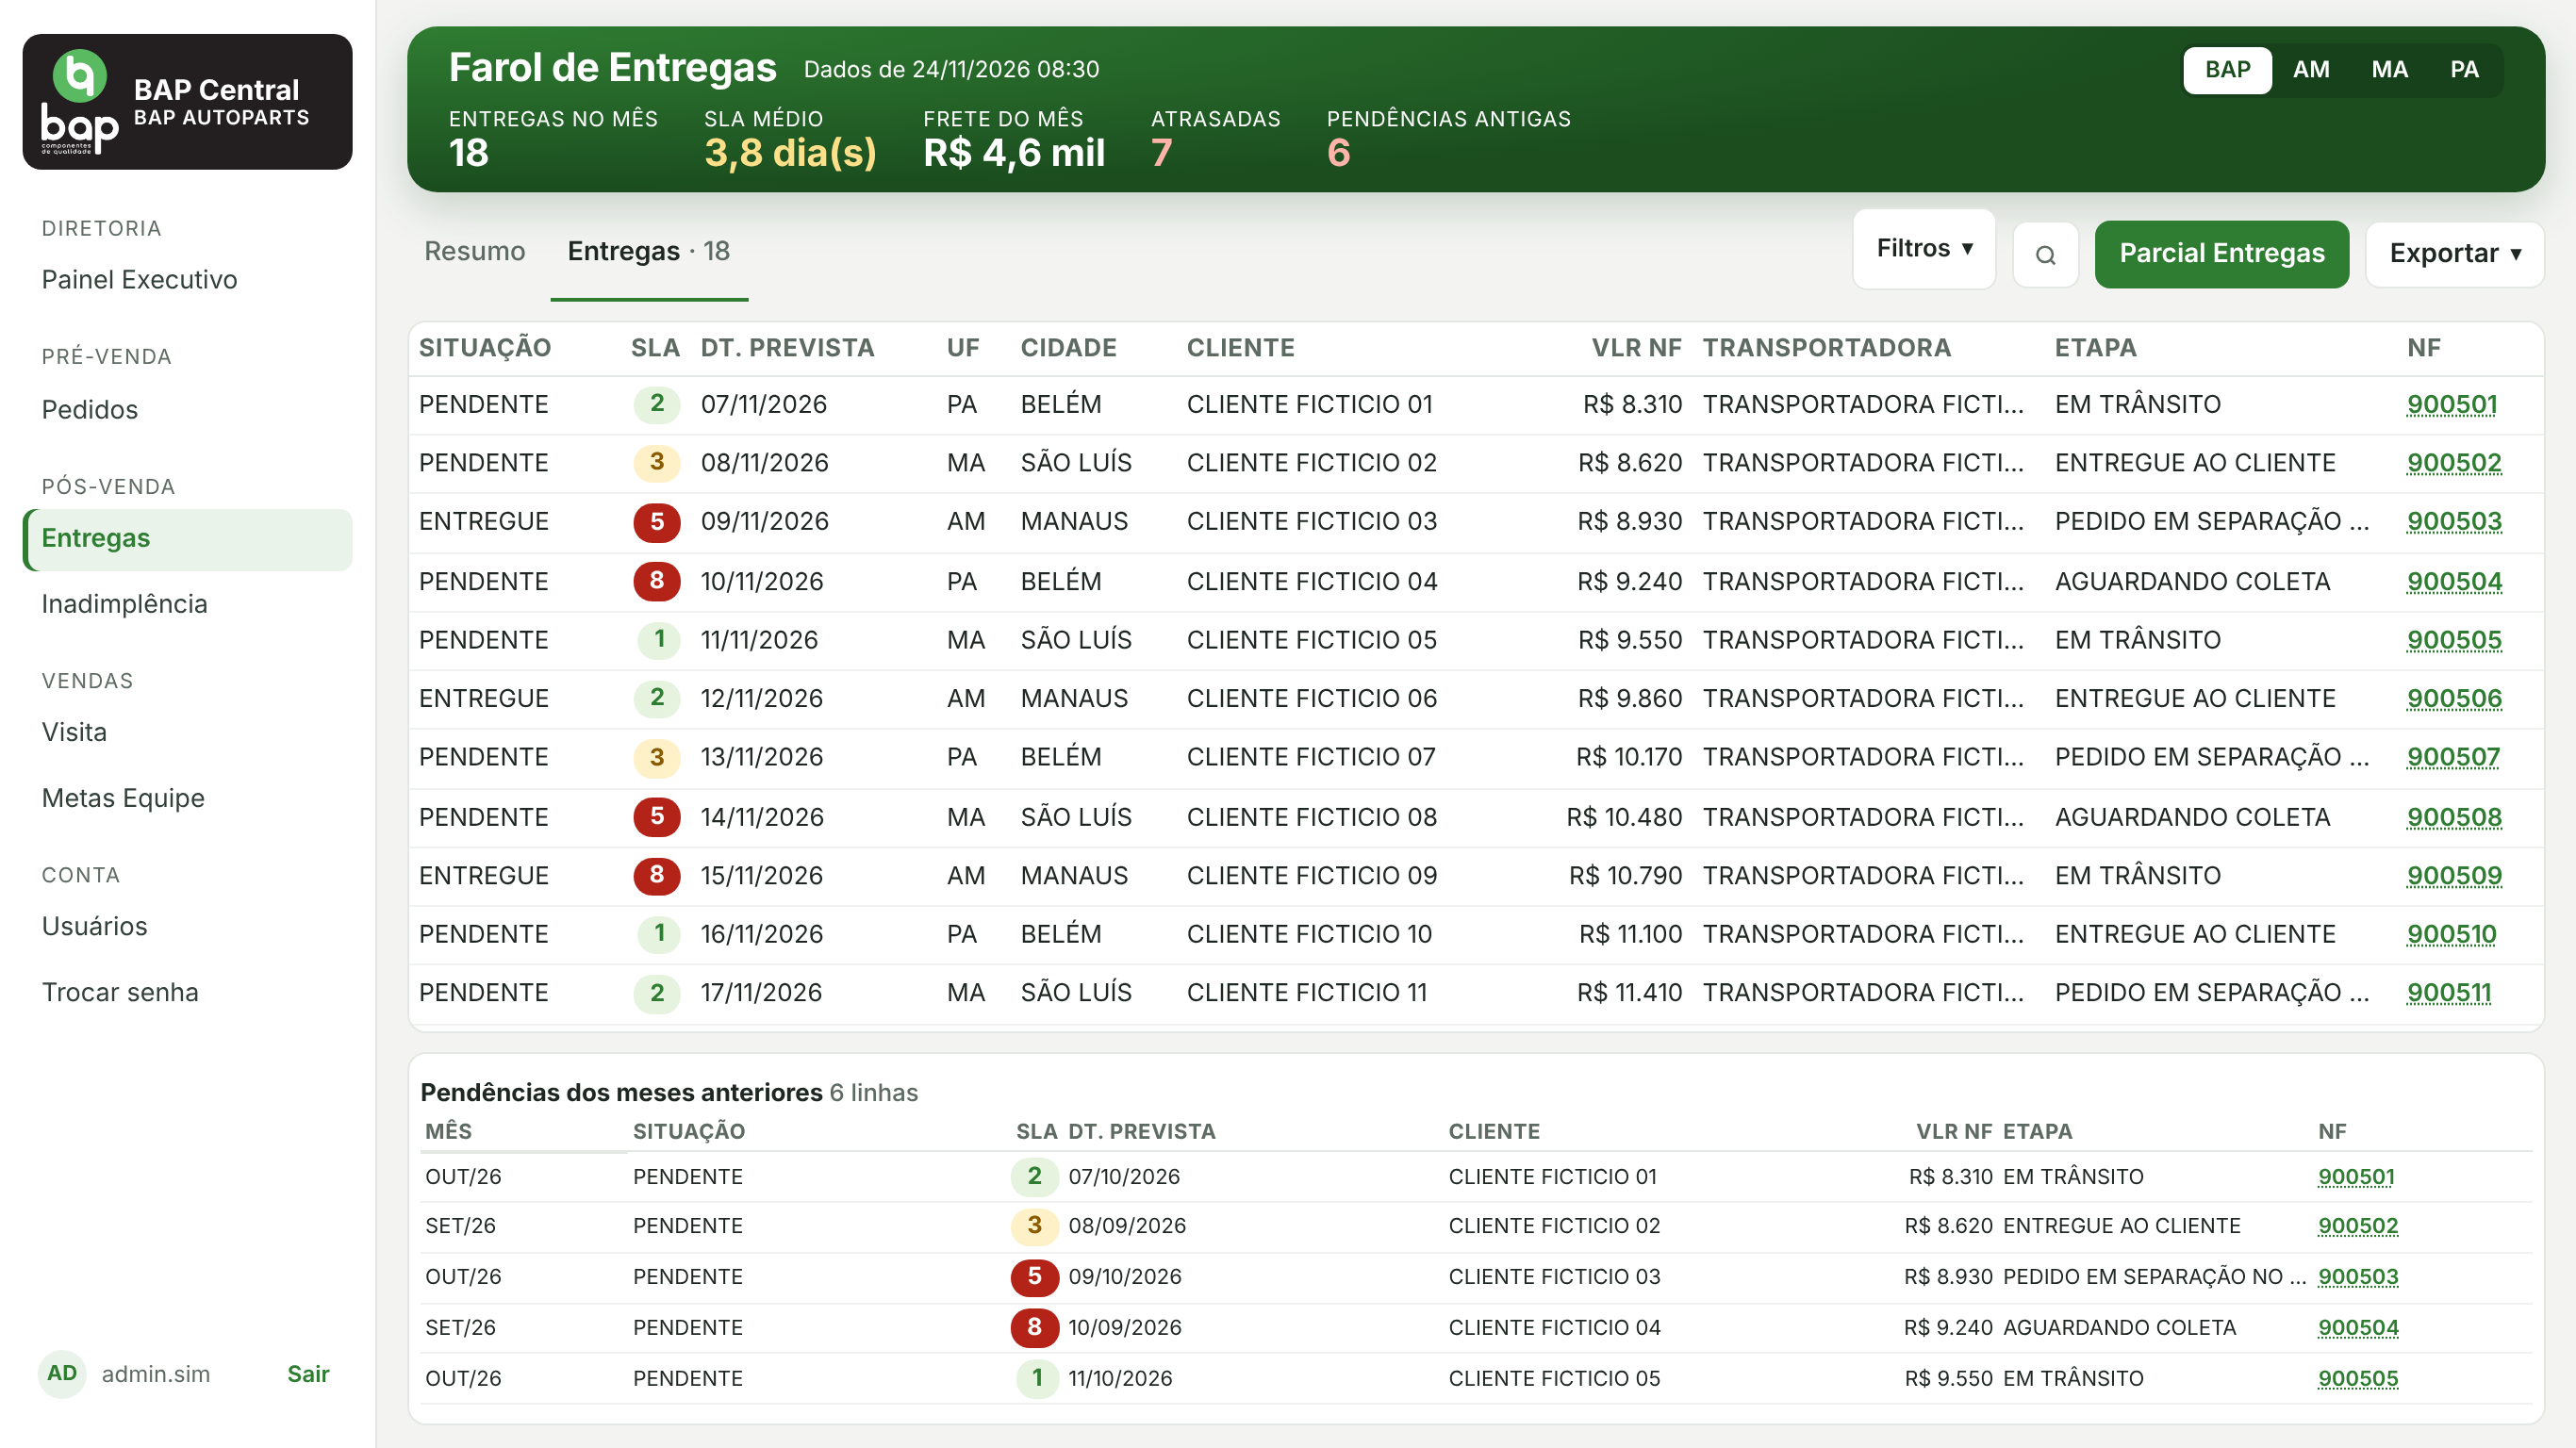 bap
componentes
de qualidade
BAP Central
BAP AUTOPARTS
DIRETORIA
Painel Executivo
PRÉ-VENDA
Pedidos
PÓS-VENDA
Entregas
Inadimplência
VENDAS
Visita
Metas Equipe
CONTA
Usuários
Trocar senha
AD admin.sim Sair
Farol de Entregas Dados de 24/11/2026 08:30
BAP AM MA PA
ENTREGAS NO MÊS SLA MÉDIO FRETE DO MÊS ATRASADAS PENDÊNCIAS ANTIGAS
18 3,8 dia(s) R$ 4,6 mil 7 6
Resumo Entregas · 18 Filtros ▾ Parcial Entregas Exportar ▾
SITUAÇÃO SLA DT. PREVISTA UF CIDADE CLIENTE VLR NF TRANSPORTADORA ETAPA NF
PENDENTE 2 07/11/2026 PA BELÉM CLIENTE FICTICIO 01 R$ 8.310 TRANSPORTADORA FICTI... EM TRÂNSITO 900501
PENDENTE 3 08/11/2026 MA SÃO LUÍS CLIENTE FICTICIO 02 R$ 8.620 TRANSPORTADORA FICTI... ENTREGUE AO CLIENTE 900502
ENTREGUE 5 09/11/2026 AM MANAUS CLIENTE FICTICIO 03 R$ 8.930 TRANSPORTADORA FICTI... PEDIDO EM SEPARAÇÃO ... 900503
PENDENTE 8 10/11/2026 PA BELÉM CLIENTE FICTICIO 04 R$ 9.240 TRANSPORTADORA FICTI... AGUARDANDO COLETA 900504
PENDENTE 1 11/11/2026 MA SÃO LUÍS CLIENTE FICTICIO 05 R$ 9.550 TRANSPORTADORA FICTI... EM TRÂNSITO 900505
ENTREGUE 2 12/11/2026 AM MANAUS CLIENTE FICTICIO 06 R$ 9.860 TRANSPORTADORA FICTI... ENTREGUE AO CLIENTE 900506
PENDENTE 3 13/11/2026 PA BELÉM CLIENTE FICTICIO 07 R$ 10.170 TRANSPORTADORA FICTI... PEDIDO EM SEPARAÇÃO ... 900507
PENDENTE 5 14/11/2026 MA SÃO LUÍS CLIENTE FICTICIO 08 R$ 10.480 TRANSPORTADORA FICTI... AGUARDANDO COLETA 900508
ENTREGUE 8 15/11/2026 AM MANAUS CLIENTE FICTICIO 09 R$ 10.790 TRANSPORTADORA FICTI... EM TRÂNSITO 900509
PENDENTE 1 16/11/2026 PA BELÉM CLIENTE FICTICIO 10 R$ 11.100 TRANSPORTADORA FICTI... ENTREGUE AO CLIENTE 900510
PENDENTE 2 17/11/2026 MA SÃO LUÍS CLIENTE FICTICIO 11 R$ 11.410 TRANSPORTADORA FICTI... PEDIDO EM SEPARAÇÃO ... 900511
Pendências dos meses anteriores 6 linhas
MÊS SITUAÇÃO SLA DT. PREVISTA CLIENTE VLR NF ETAPA NF
OUT/26 PENDENTE 2 07/10/2026 CLIENTE FICTICIO 01 R$ 8.310 EM TRÂNSITO 900501
SET/26 PENDENTE 3 08/09/2026 CLIENTE FICTICIO 02 R$ 8.620 ENTREGUE AO CLIENTE 900502
OUT/26 PENDENTE 5 09/10/2026 CLIENTE FICTICIO 03 R$ 8.930 PEDIDO EM SEPARAÇÃO NO ... 900503
SET/26 PENDENTE 8 10/09/2026 CLIENTE FICTICIO 04 R$ 9.240 AGUARDANDO COLETA 900504
OUT/26 PENDENTE 1 11/10/2026 CLIENTE FICTICIO 05 R$ 9.550 EM TRÂNSITO 900505